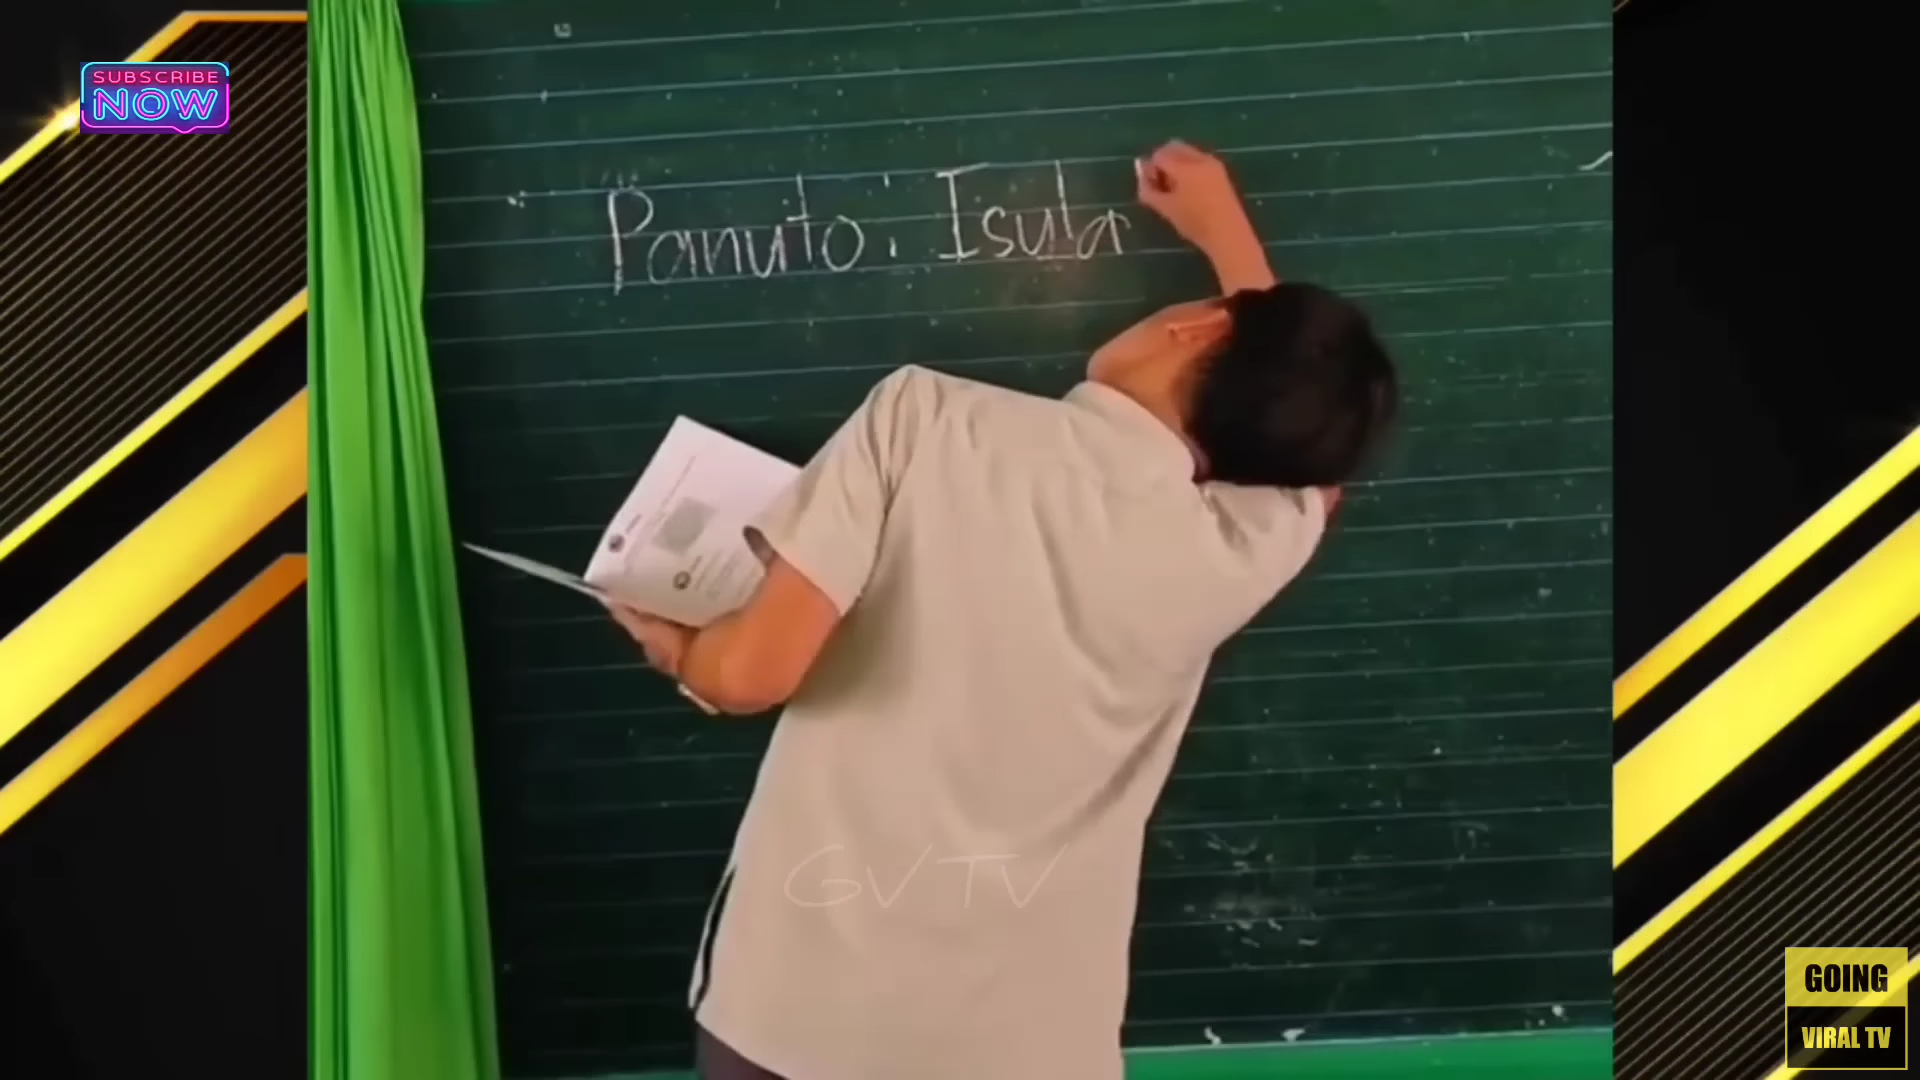 SUBSCRIBE
NOW
Panuto: Isula
GVTV
GOING
VIRAL TV